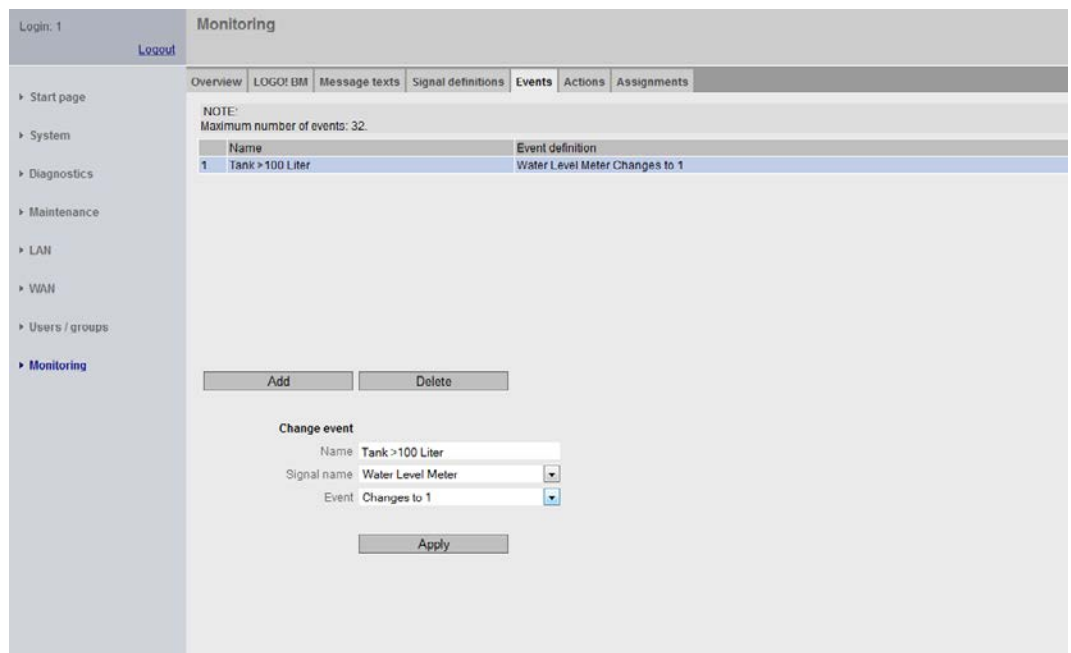 Login: 1
Logout
Monitoring
Overview LOGO! BM Message texts Signal definitions Events Actions Assignments
Start page
System
Diagnostics
Maintenance
LAN
WAN
Users / groups
Monitoring
NOTE:
Maximum number of events: 32.
Name Event definition
1 Tank >100 Liter Water Level Meter Changes to 1
Add Delete
Change event
Name Tank >100 Liter
Signal name Water Level Meter
Event Changes to 1
Apply